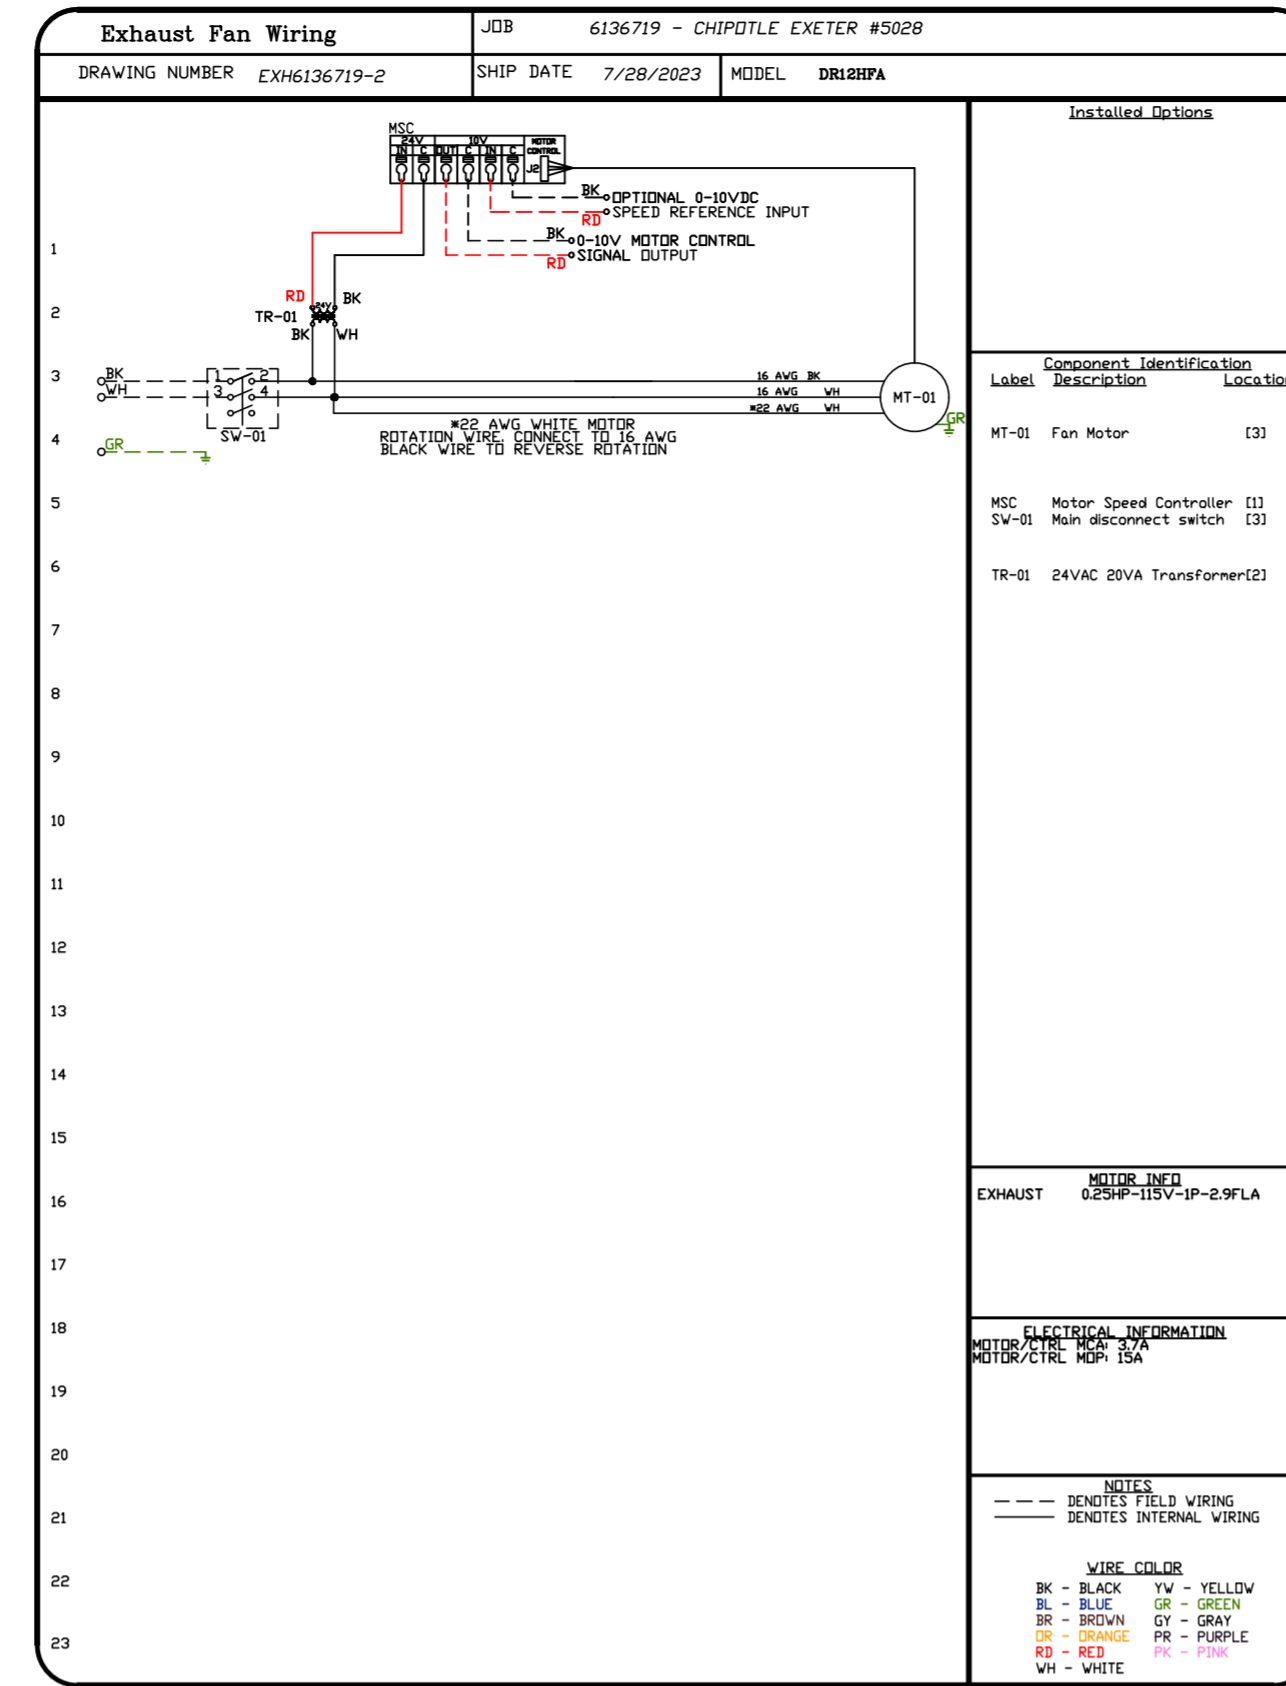 Exhaust Fan Wiring
JOB 6136719 - CHIPOTLE EXETER #5028
DRAWING NUMBER EXH6136719-2
SHIP DATE 7/28/2023
MODEL DR12HFA
Installed Options
MSC
24V 10V MOTOR
IN C OUT C IN C CONTROL
J2
BK OPTIONAL 0-10VDC
RD SPEED REFERENCE INPUT
BK 0-10V MOTOR CONTROL
RD SIGNAL OUTPUT
1
RD 24V BK
2
TR-01
BK WH
3
BK 1 2 16 AWG BK
WH 3 4 16 AWG WH
MT-01
*22 AWG WH
GR
SW-01
*22 AWG WHITE MOTOR
ROTATION WIRE. CONNECT TO 16 AWG
BLACK WIRE TO REVERSE ROTATION
4
GR
5
6
7
8
9
10
11
12
13
14
15
16
17
18
19
20
21
22
23
Component Identification
Label Description Location
MT-01 Fan Motor [3]
MSC Motor Speed Controller [1]
SW-01 Main disconnect switch [3]
TR-01 24VAC 20VA Transformer[2]
MOTOR INFO
EXHAUST 0.25HP-115V-1P-2.9FLA
ELECTRICAL INFORMATION
MOTOR/CTRL MCA: 3.7A
MOTOR/CTRL MOP: 15A
NOTES
DENOTES FIELD WIRING
DENOTES INTERNAL WIRING
WIRE COLOR
BK - BLACK YW - YELLOW
BL - BLUE GR - GREEN
BR - BROWN GY - GRAY
OR - ORANGE PR - PURPLE
RD - RED PK - PINK
WH - WHITE